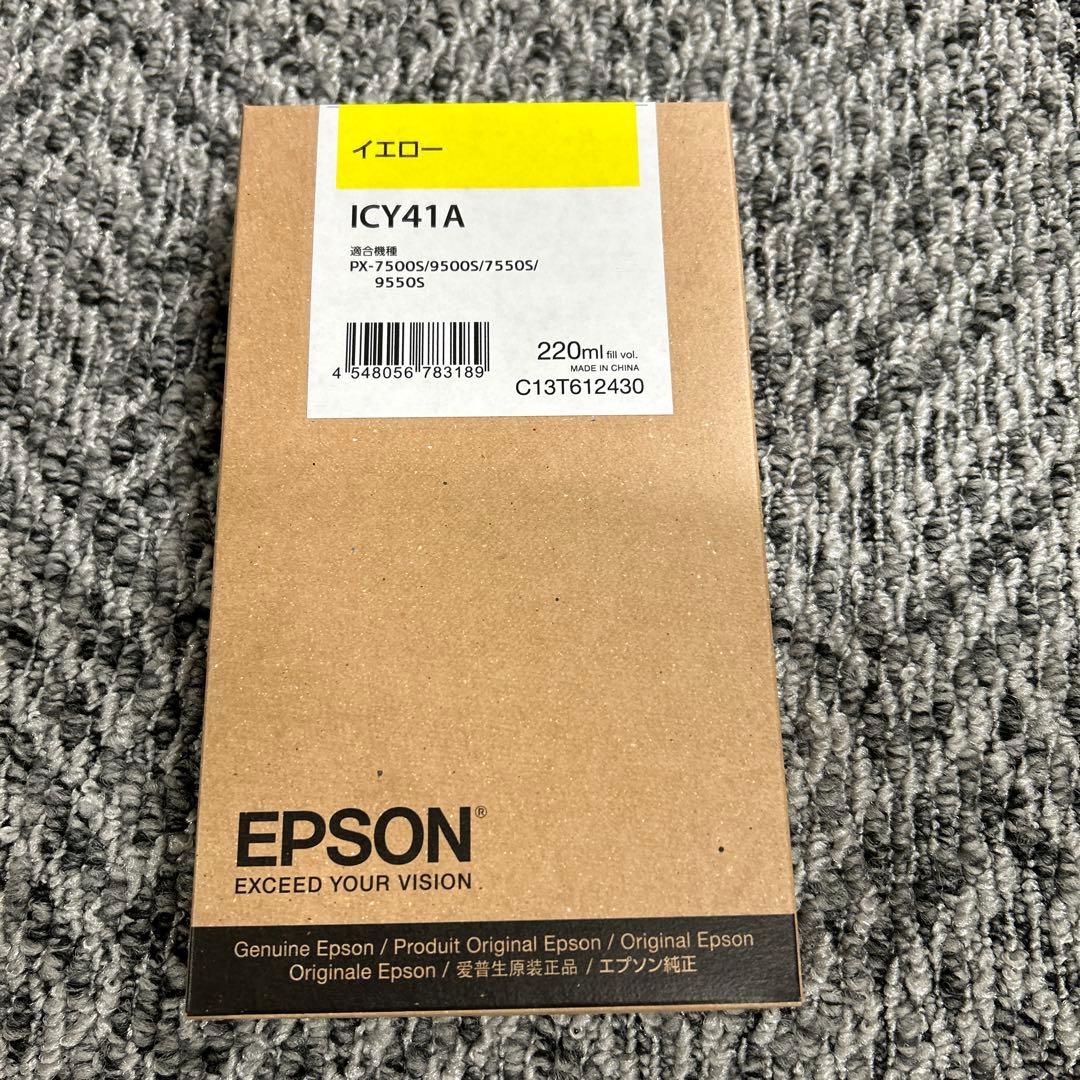 イエロー
ICY41A
適合機種
PX-7500S/9500S/7550S/
9550S
4 548056 783189
220ml fill vol.
MADE IN CHINA
C13T612430
EPSON®
EXCEED YOUR VISION
Genuine Epson / Produit Original Epson / Original Epson
Originale Epson / 爱普生原装正品 / エプソン純正